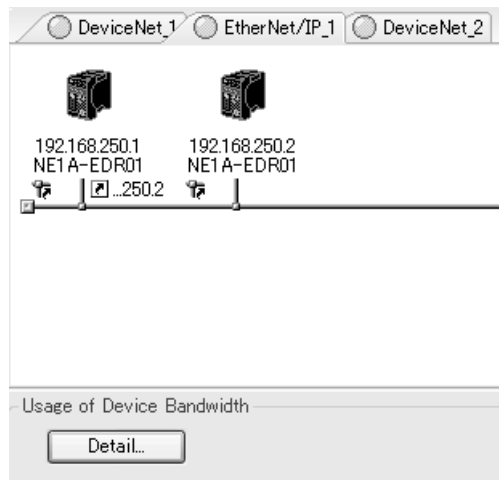 DeviceNet_1 EtherNet/IP_1 DeviceNet_2
192.168.250.1 192.168.250.2
NE1A-EDR01 NE1A-EDR01
...250.2
Usage of Device Bandwidth
Detail...